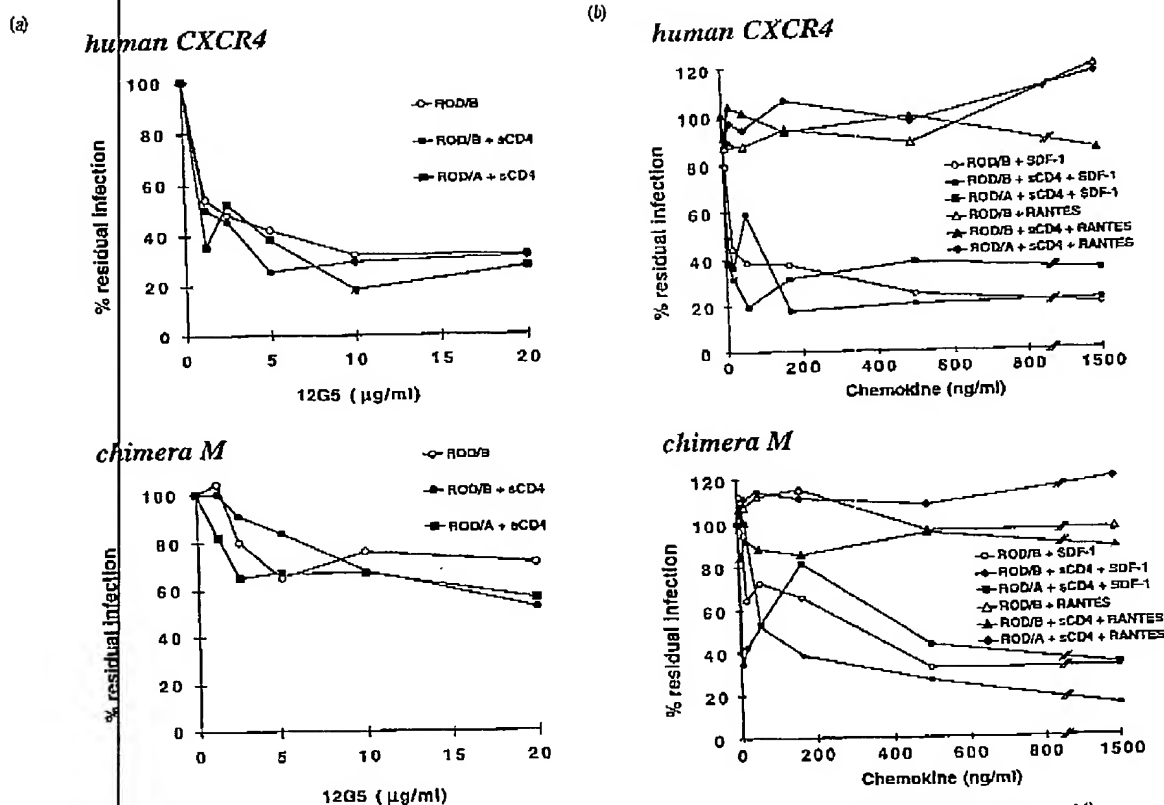 (a)
human CXCR4
100
80
60
40
20
0
% residual infection
0 5 10 15 20
12G5 ( µg/ml)
ROD/B
ROD/B + sCD4
ROD/A + sCD4
chimera M
100
80
60
40
20
0
% residual infection
0 5 10 15 20
12G5 ( µg/ml)
ROD/B
ROD/B + sCD4
ROD/A + sCD4
(b)
human CXCR4
120
100
80
60
40
20
0
% residual infection
0 200 400 600 800 1500
Chemokine (ng/ml)
ROD/B + SDF-1
ROD/B + sCD4 + SDF-1
ROD/A + sCD4 + SDF-1
ROD/B + RANTES
ROD/B + sCD4 + RANTES
ROD/A + sCD4 + RANTES
chimera M
120
100
80
60
40
20
0
% residual infection
0 200 400 600 800 1500
Chemokine (ng/ml)
ROD/B + SDF-1
ROD/B + sCD4 + SDF-1
ROD/A + sCD4 + SDF-1
ROD/B + RANTES
ROD/B + sCD4 + RANTES
ROD/A + sCD4 + RANTES